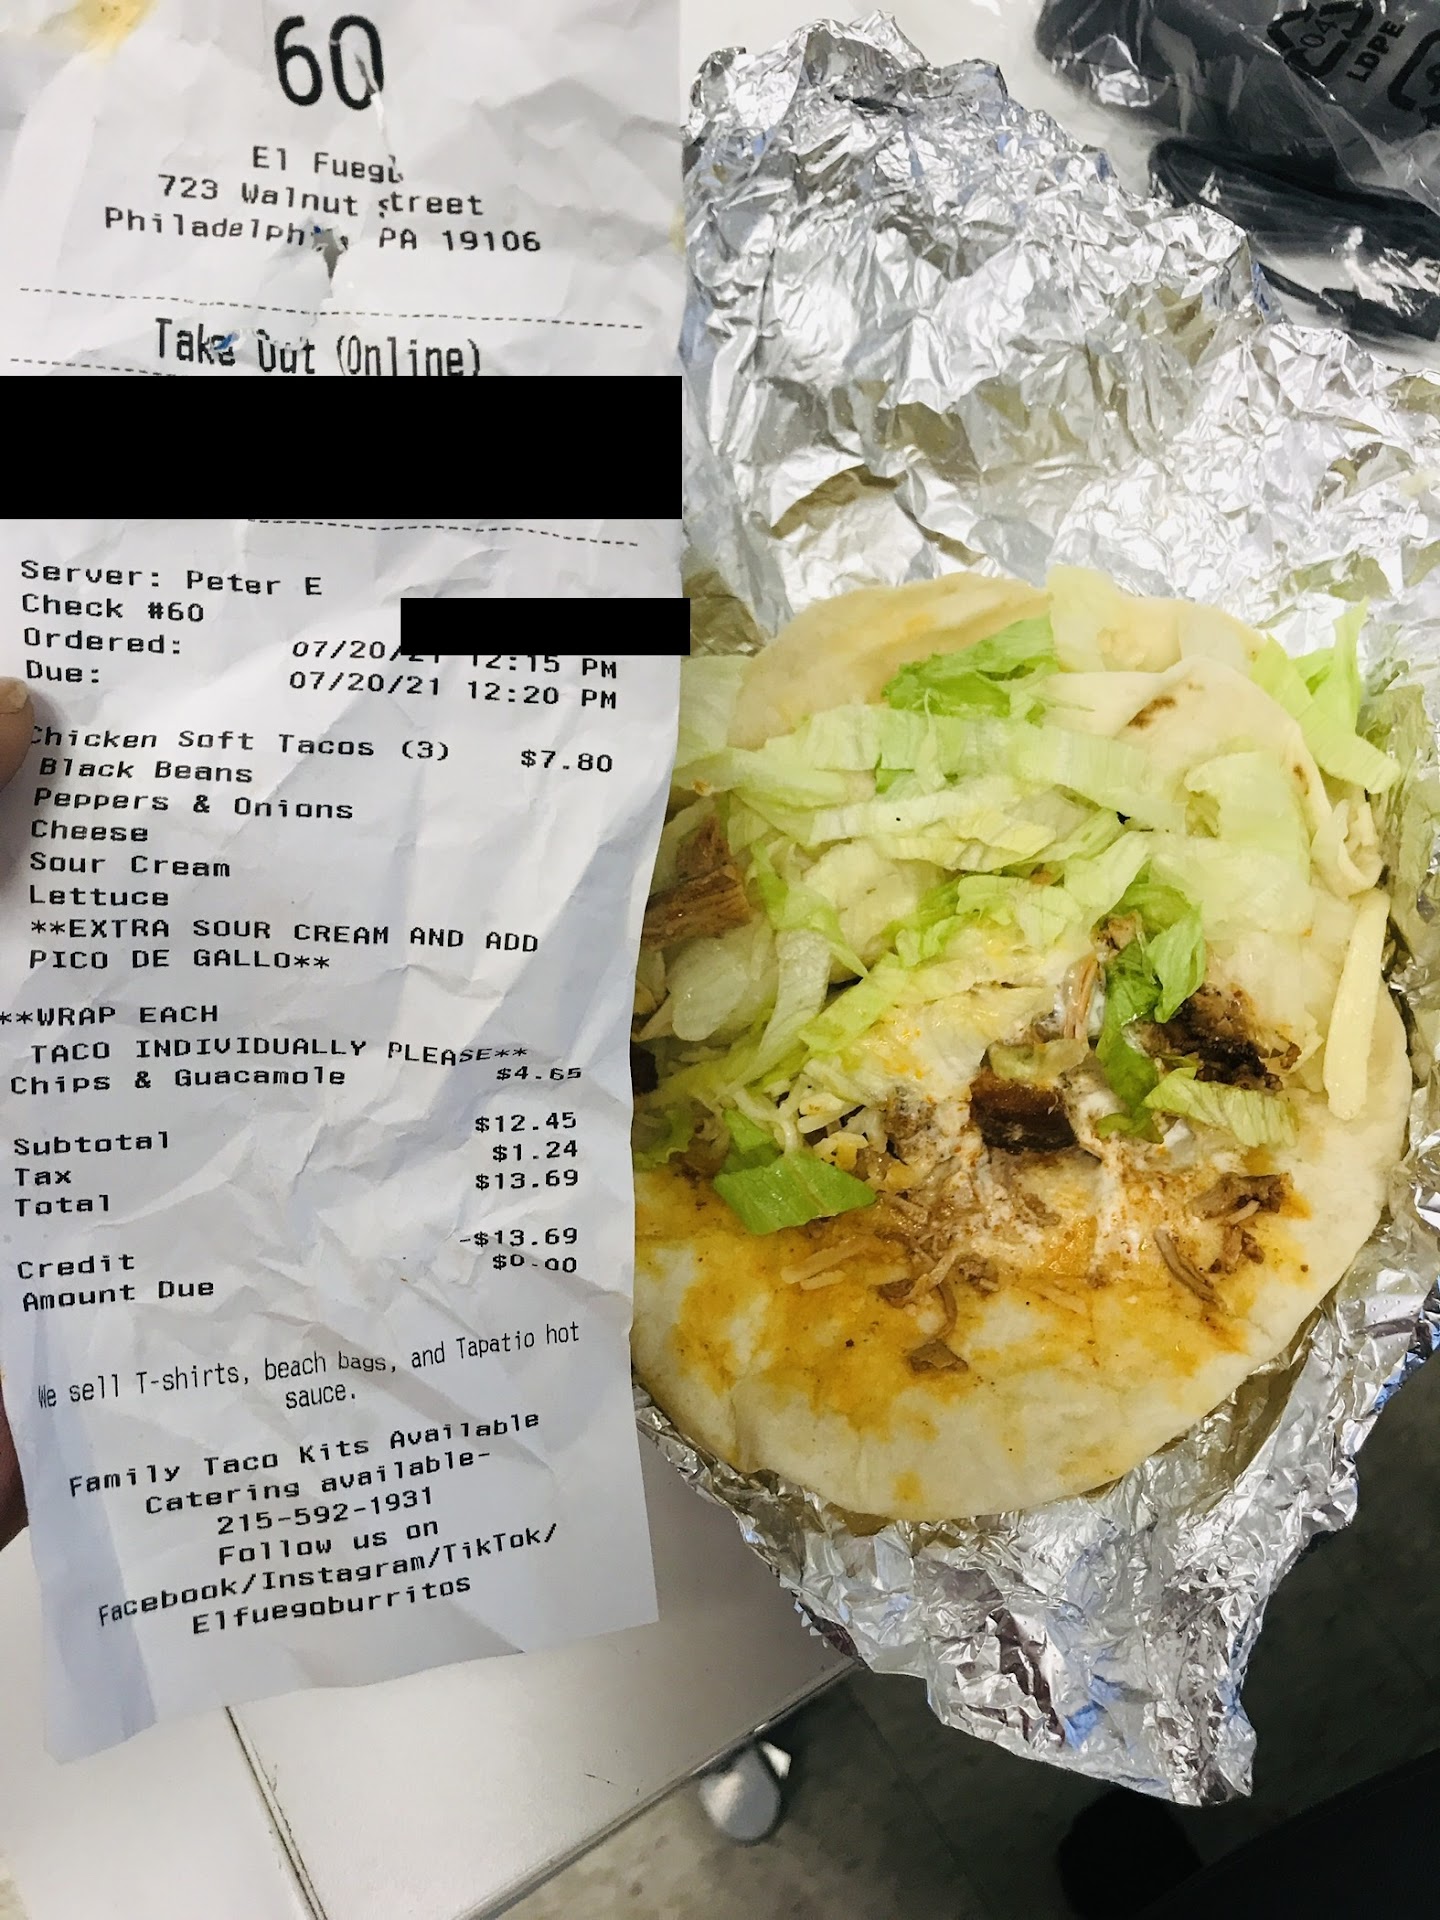 60
El Fuego
723 Walnut Street
Philadelphia, PA 19106
Take Out (Online)
Server: Peter E
Check #60
Ordered: 07/20/21 12:15 PM
Due: 07/20/21 12:20 PM
Chicken Soft Tacos (3) $7.80
Black Beans
Peppers & Onions
Cheese
Sour Cream
Lettuce
**EXTRA SOUR CREAM AND ADD
PICO DE GALLO**
**WRAP EACH
TACO INDIVIDUALLY PLEASE**
Chips & Guacamole $4.65
Subtotal $12.45
Tax $1.24
Total $13.69
Credit -$13.69
Amount Due $0.00
We sell T-shirts, beach bags, and Tapatio hot
sauce.
Family Taco Kits Available
Catering available-
215-592-1931
Follow us on
Facebook/Instagram/TikTok/
Elfuegoburritos
04
LDPE
4